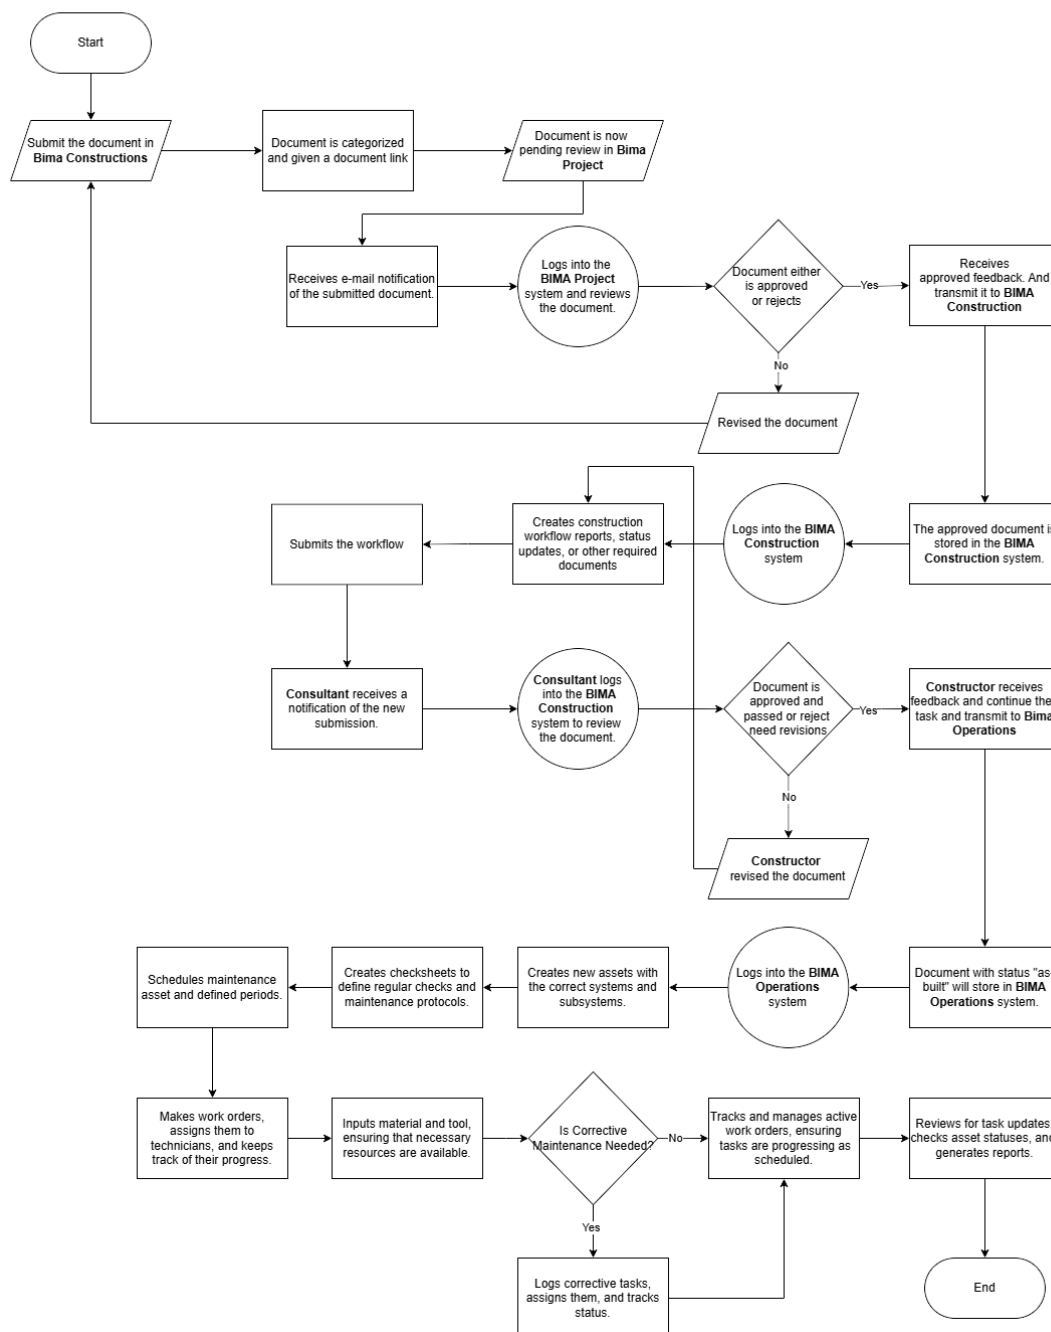 Start
Submit the document in
Bima Constructions
Document is categorized
and given a document link
Document is now
pending review in Bima
Project
Receives e-mail notification
of the submitted document.
Logs into the
BIMA Project
system and reviews
the document.
Document either
is approved
or rejects
Yes
Receives
approved feedback. And
transmit it to BIMA
Construction
No
Revised the document
Submits the workflow
Creates construction
workflow reports, status
updates, or other required
documents
Logs into the BIMA
Construction
system
The approved document is
stored in the BIMA
Construction system.
Consultant receives a
notification of the new
submission.
Consultant logs
into the BIMA
Construction
system to review
the document.
Document is
approved and
passed or reject
need revisions
Yes
Constructor receives
feedback and continue the
task and transmit to Bima
Operations
No
Constructor
revised the document
Schedules maintenance
asset and defined periods.
Creates checksheets to
define regular checks and
maintenance protocols.
Creates new assets with
the correct systems and
subsystems.
Logs into the BIMA
Operations
system
Document with status "as-
built" will store in BIMA
Operations system.
Makes work orders,
assigns them to
technicians, and keeps
track of their progress.
Inputs material and tool,
ensuring that necessary
resources are available.
Is Corrective
Maintenance Needed?
No
Tracks and manages active
work orders, ensuring
tasks are progressing as
scheduled.
Reviews for task updates,
checks asset statuses, and
generates reports.
Yes
Logs corrective tasks,
assigns them, and tracks
status.
End